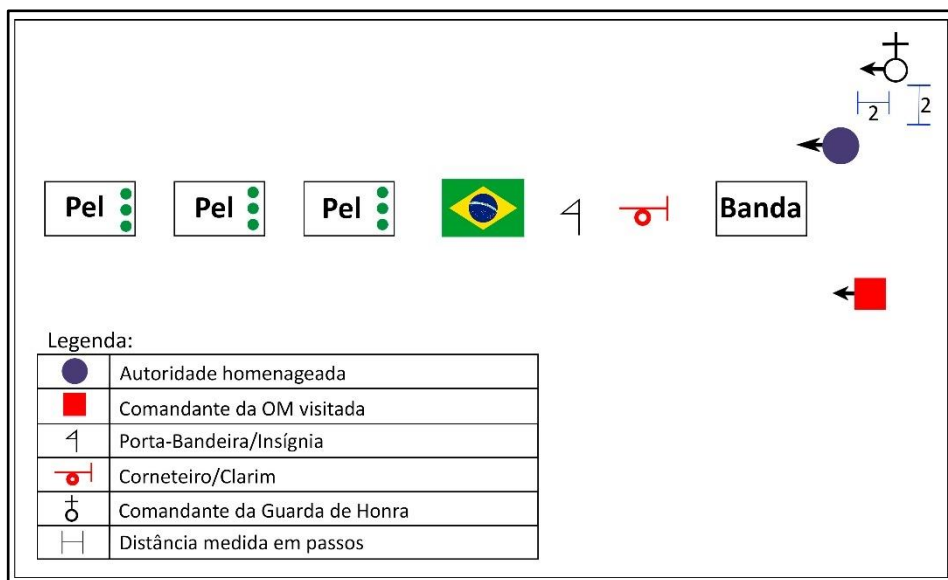 2
2
Pel Pel Pel Banda
Legenda:
Autoridade homenageada
Comandante da OM visitada
Porta-Bandeira/Insígnia
Corneteiro/Clarim
Comandante da Guarda de Honra
Distância medida em passos